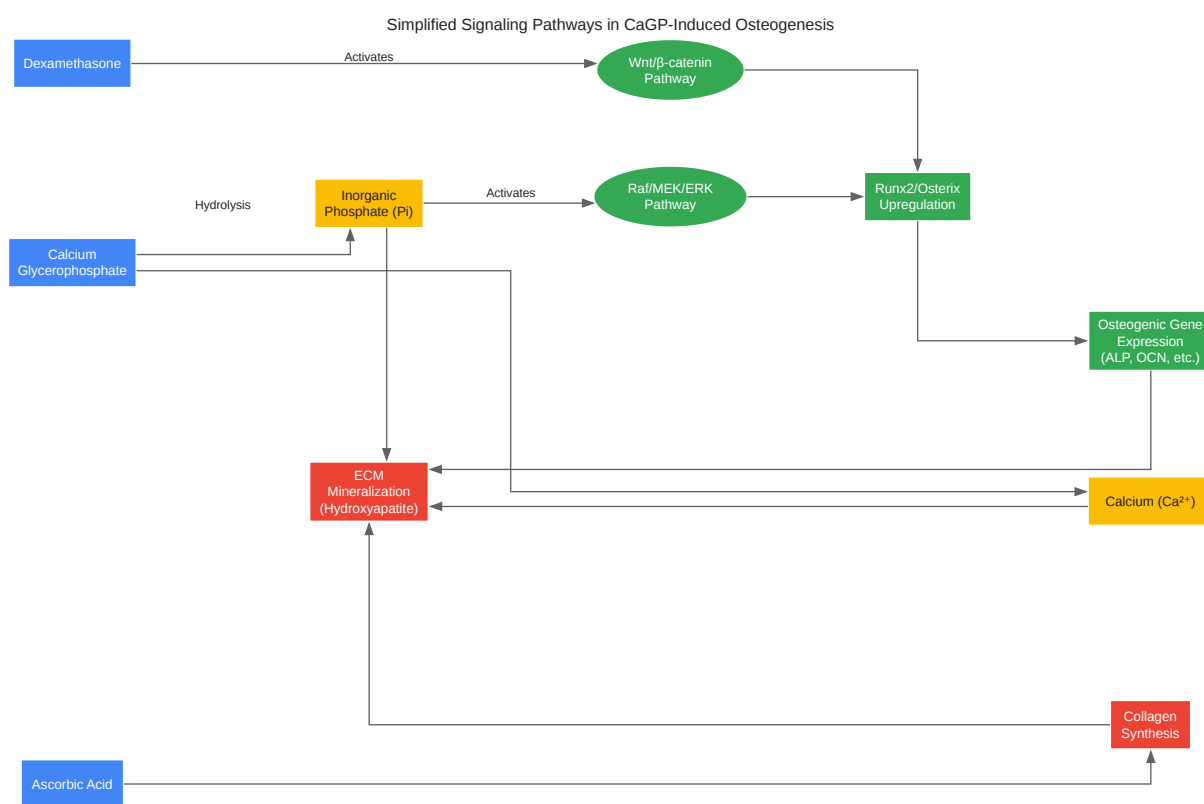 Simplified Signaling Pathways in CaGP-Induced Osteogenesis
Dexamethasone
Activates
Wnt/β-catenin
Pathway
Hydrolysis
Inorganic
Phosphate (Pi)
Activates
Raf/MEK/ERK
Pathway
Runx2/Osterix
Upregulation
Calcium
Glycerophosphate
Osteogenic Gene
Expression
(ALP, OCN, etc.)
ECM
Mineralization
(Hydroxyapatite)
Calcium (Ca²⁺)
Collagen
Synthesis
Ascorbic Acid